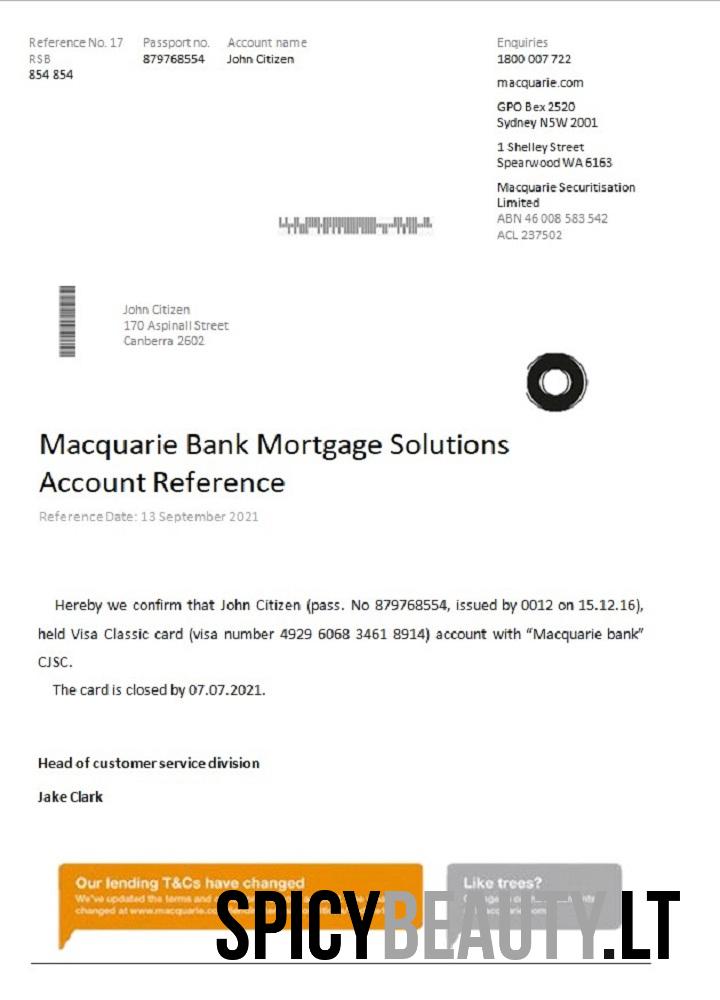 Reference No. 17 Passport no. Account name
RSB 879768554 John Citizen
854 854
Enquiries
1800 007 722
macquarie.com
GPO Bex 2520
Sydney N5W 2001
1 Shelley Street
Spearwood WA 6163
Macquarie Securitisation
Limited
ABN 46 008 583 542
ACL 237502
John Citizen
170 Aspinall Street
Canberra 2602
Macquarie Bank Mortgage Solutions
Account Reference
Reference Date: 13 September 2021
Hereby we confirm that John Citizen (pass. No 879768554, issued by 0012 on 15.12.16),
held Visa Classic card (visa number 4929 6068 3461 8914) account with “Macquarie bank”
CJSC.
The card is closed by 07.07.2021.
Head of customer service division
Jake Clark
Our lending T&Cs have changed
We've updated the terms and
changed at www.macquarie.co
Like trees?
SPICYBEAUTY.LT